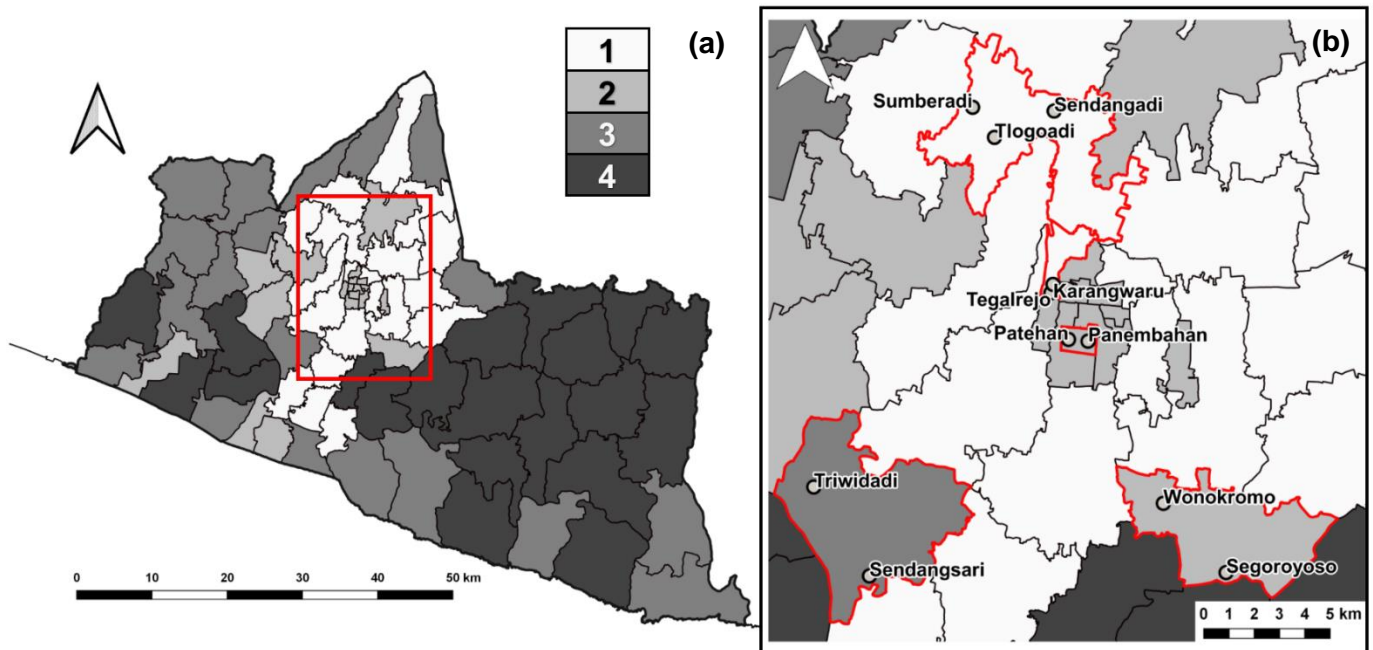 (a)
1
2
3
4
0 10 20 30 40 50 km
(b)
Sumberadi
Sendangadi
Tlogoadi
Tegalrejo
Karangwaru
Patehan
Panembahan
Triwidadi
Wonokromo
Sendangsari
Segoroyoso
0 1 2 3 4 5 km